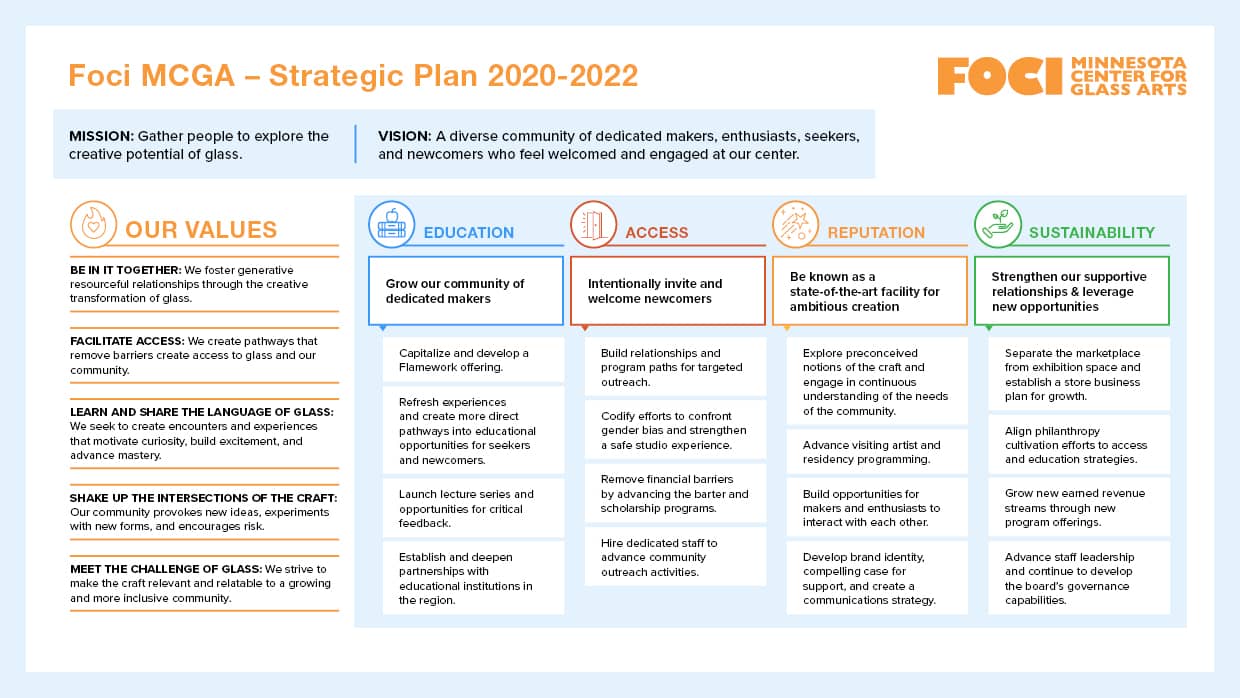 Foci MCGA – Strategic Plan 2020-2022
FOCI
MINNESOTA
CENTER FOR
GLASS ARTS
MISSION: Gather people to explore the
creative potential of glass.
VISION: A diverse community of dedicated makers, enthusiasts, seekers,
and newcomers who feel welcomed and engaged at our center.
OUR VALUES
BE IN IT TOGETHER: We foster generative
resourceful relationships through the creative
transformation of glass.
FACILITATE ACCESS: We create pathways that
remove barriers create access to glass and our
community.
LEARN AND SHARE THE LANGUAGE OF GLASS:
We seek to create encounters and experiences
that motivate curiosity, build excitement, and
advance mastery.
SHAKE UP THE INTERSECTIONS OF THE CRAFT:
Our community provokes new ideas, experiments
with new forms, and encourages risk.
MEET THE CHALLENGE OF GLASS: We strive to
make the craft relevant and relatable to a growing
and more inclusive community.
EDUCATION
Grow our community of
dedicated makers
Capitalize and develop a
Flamework offering.
Refresh experiences
and create more direct
pathways into educational
opportunities for seekers
and newcomers.
Launch lecture series and
opportunities for critical
feedback.
Establish and deepen
partnerships with
educational institutions in
the region.
ACCESS
Intentionally invite and
welcome newcomers
Build relationships and
program paths for targeted
outreach.
Codify efforts to confront
gender bias and strengthen
a safe studio experience.
Remove financial barriers
by advancing the barter and
scholarship programs.
Hire dedicated staff to
advance community
outreach activities.
REPUTATION
Be known as a
state-of-the-art facility for
ambitious creation
Explore preconceived
notions of the craft and
engage in continuous
understanding of the needs
of the community.
Advance visiting artist and
residency programming.
Build opportunities for
makers and enthusiasts to
interact with each other.
Develop brand identity,
compelling case for
support, and create a
communications strategy.
SUSTAINABILITY
Strengthen our supportive
relationships & leverage
new opportunities
Separate the marketplace
from exhibition space and
establish a store business
plan for growth.
Align philanthropy
cultivation efforts to access
and education strategies.
Grow new earned revenue
streams through new
program offerings.
Advance staff leadership
and continue to develop
the board's governance
capabilities.